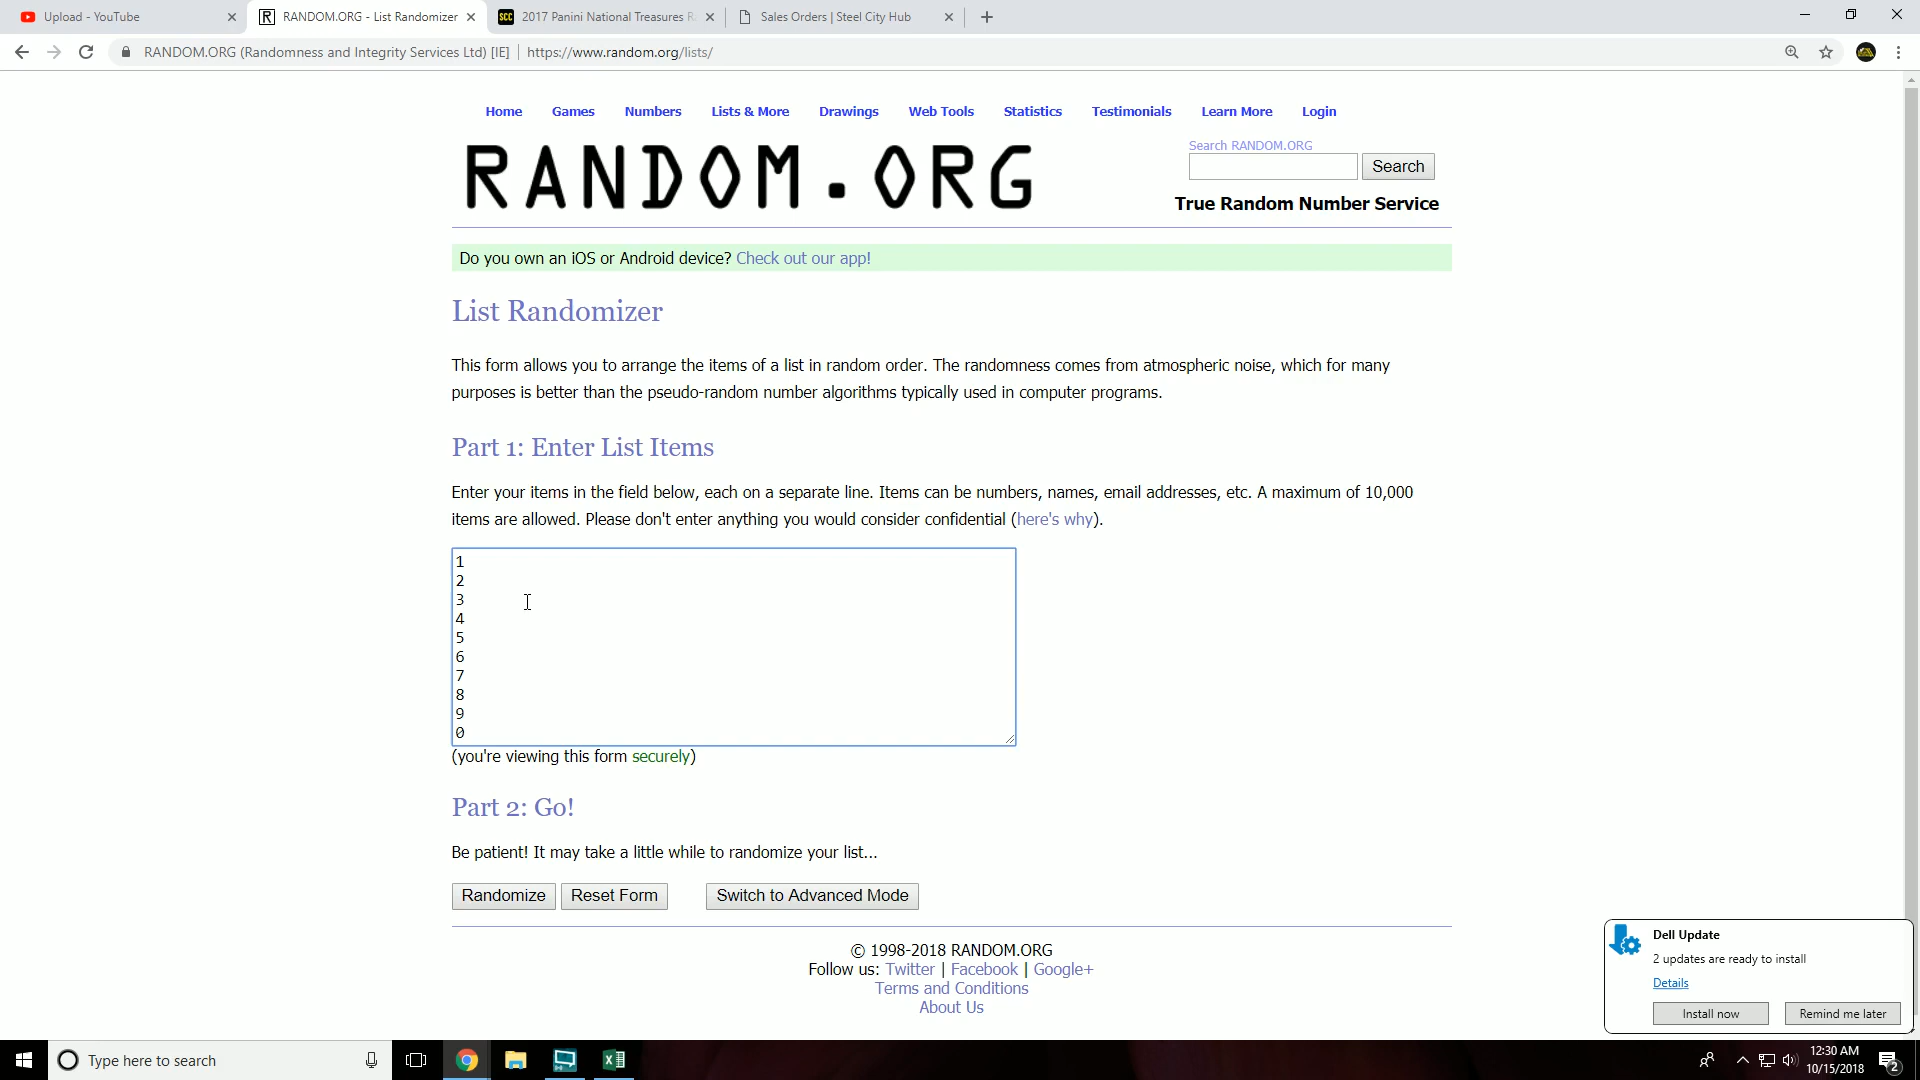 Upload - YouTube
RANDOM.ORG - List Randomizer
SCC 2017 Panini National Treasures R
Sales Orders | Steel City Hub
RANDOM.ORG (Randomness and Integrity Services Ltd) [IE] | https://www.random.org/lists/
Home Games Numbers Lists & More Drawings Web Tools Statistics Testimonials Learn More Login
RANDOM.ORG
Search RANDOM.ORG
Search
True Random Number Service
Do you own an iOS or Android device? Check out our app!
List Randomizer
This form allows you to arrange the items of a list in random order. The randomness comes from atmospheric noise, which for many
purposes is better than the pseudo-random number algorithms typically used in computer programs.
Part 1: Enter List Items
Enter your items in the field below, each on a separate line. Items can be numbers, names, email addresses, etc. A maximum of 10,000
items are allowed. Please don't enter anything you would consider confidential (here's why).
1
2
3
4
5
6
7
8
9
0
(you're viewing this form securely)
Part 2: Go!
Be patient! It may take a little while to randomize your list...
Randomize Reset Form Switch to Advanced Mode
© 1998-2018 RANDOM.ORG
Follow us: Twitter | Facebook | Google+
Terms and Conditions
About Us
Dell Update
2 updates are ready to install
Details
Install now Remind me later
Type here to search
12:30 AM
10/15/2018
2